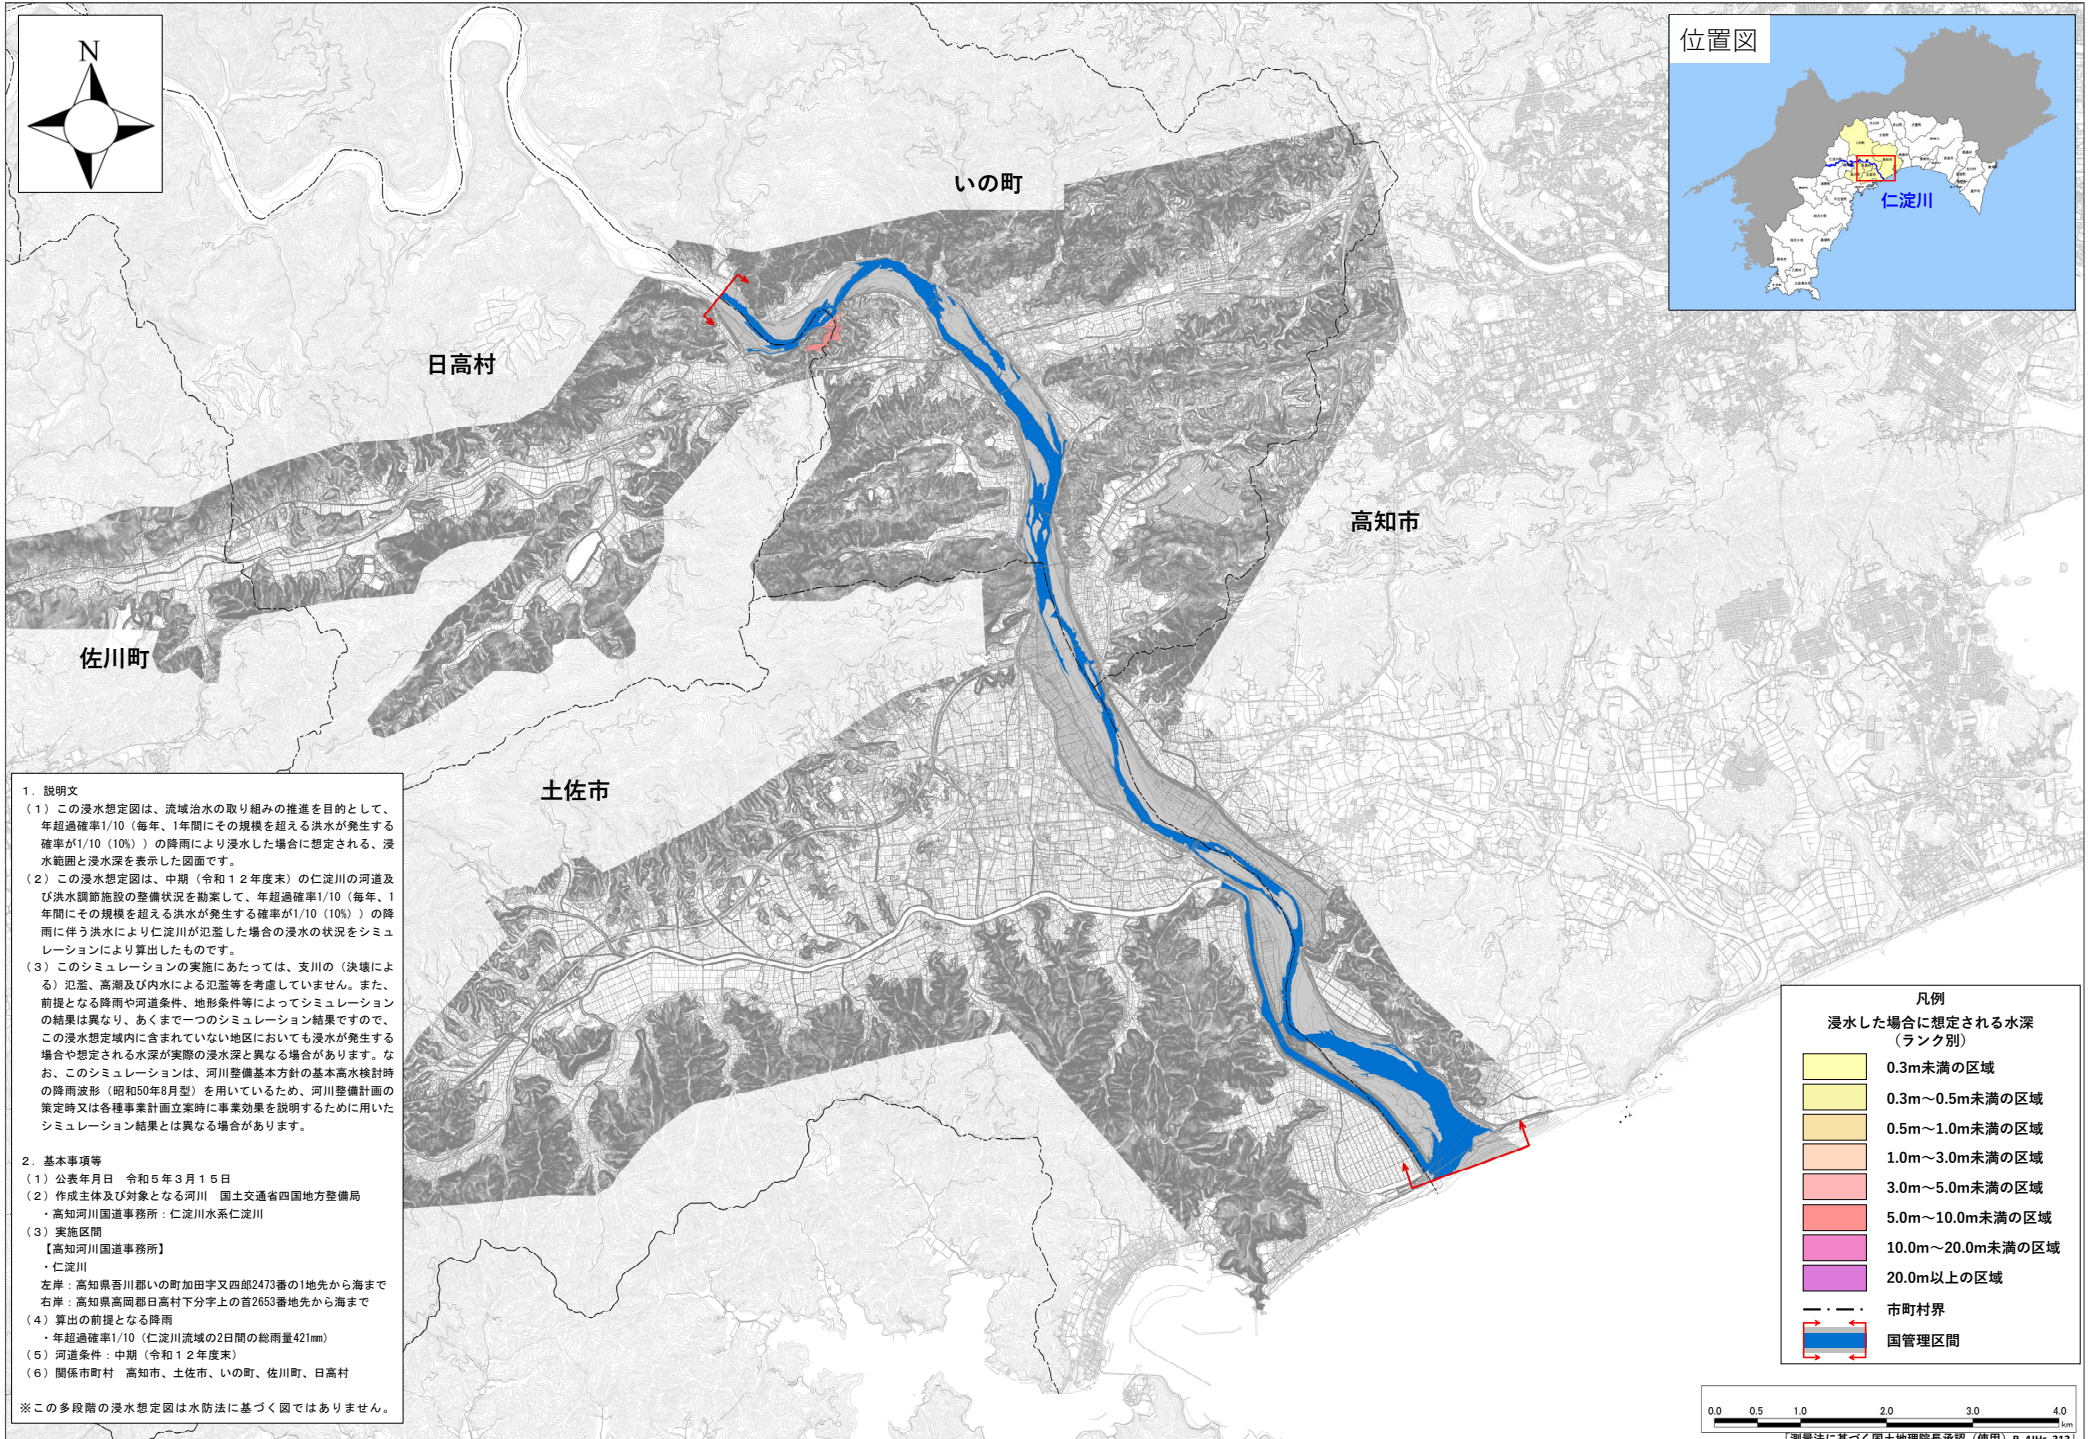 N
位置図
仁淀川
いの町
日高村
高知市
佐川町
土佐市
1. 説明文
(1) この浸水想定図は、流域治水の取り組みの推進を目的として、
年超過確率1/10 (毎年、1年間にその規模を超える洪水が発生する
確率が1/10 (10%) ) の降雨により浸水した場合に想定される、浸
水範囲と浸水深を表示した図面です。
(2) この浸水想定図は、中期 (令和12年度末) の仁淀川の河道及
び洪水調節施設の整備状況を勘案して、年超過確率1/10 (毎年、1
年間にその規模を超える洪水が発生する確率が1/10 (10%) ) の降
雨に伴う洪水により仁淀川が氾濫した場合の浸水の状況をシミュ
レーションにより算出したものです。
(3) このシミュレーションの実施にあたっては、支川の (決壊によ
る) 氾濫、高潮及び内水による氾濫等を考慮していません。また、
前提となる降雨や河道条件、地形条件等によってシミュレーション
の結果は異なり、あくまで一つのシミュレーション結果ですので、
この浸水想定域内に含まれていない地区においても浸水が発生する
場合や想定される水深が実際の浸水深と異なる場合があります。な
お、このシミュレーションは、河川整備基本方針の基本高水検討時
の降雨波形 (昭和50年8月型) を用いているため、河川整備計画の
策定時又は各種事業計画立案時に事業効果を説明するために用いた
シミュレーション結果とは異なる場合があります。
2. 基本事項等
(1) 公表年月日 令和5年3月15日
(2) 作成主体及び対象となる河川 国土交通省四国地方整備局
・高知河川国道事務所:仁淀川水系仁淀川
(3) 実施区間
【高知河川国道事務所】
・仁淀川
左岸:高知県吾川郡いの町加田字又四郎2473番の1地先から海まで
右岸:高知県高岡郡日高村下分字上の首2653番地先から海まで
(4) 算出の前提となる降雨
・年超過確率1/10 (仁淀川流域の2日間の総雨量421mm)
(5) 河道条件:中期 (令和12年度末)
(6) 関係市町村 高知市、土佐市、いの町、佐川町、日高村
※この多段階の浸水想定図は水防法に基づく図ではありません。
凡例
浸水した場合に想定される水深
(ランク別)
0.3m未満の区域
0.3m~0.5m未満の区域
0.5m~1.0m未満の区域
1.0m~3.0m未満の区域
3.0m~5.0m未満の区域
5.0m~10.0m未満の区域
10.0m~20.0m未満の区域
20.0m以上の区域
市町村界
国管理区間
0.0 0.5 1.0 2.0 3.0 4.0
km
「測量法に基づく国土地理院長承認 (使用) R 4JHs 313」